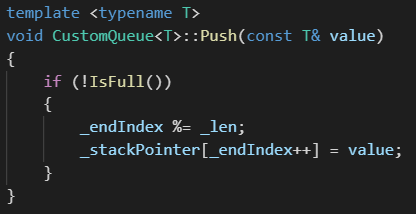 template <typename T>
void CustomQueue<T>::Push(const T& value)
{
    if (!IsFull())
    {
        _endIndex %= _len;
        _stackPointer[_endIndex++] = value;
    }
}